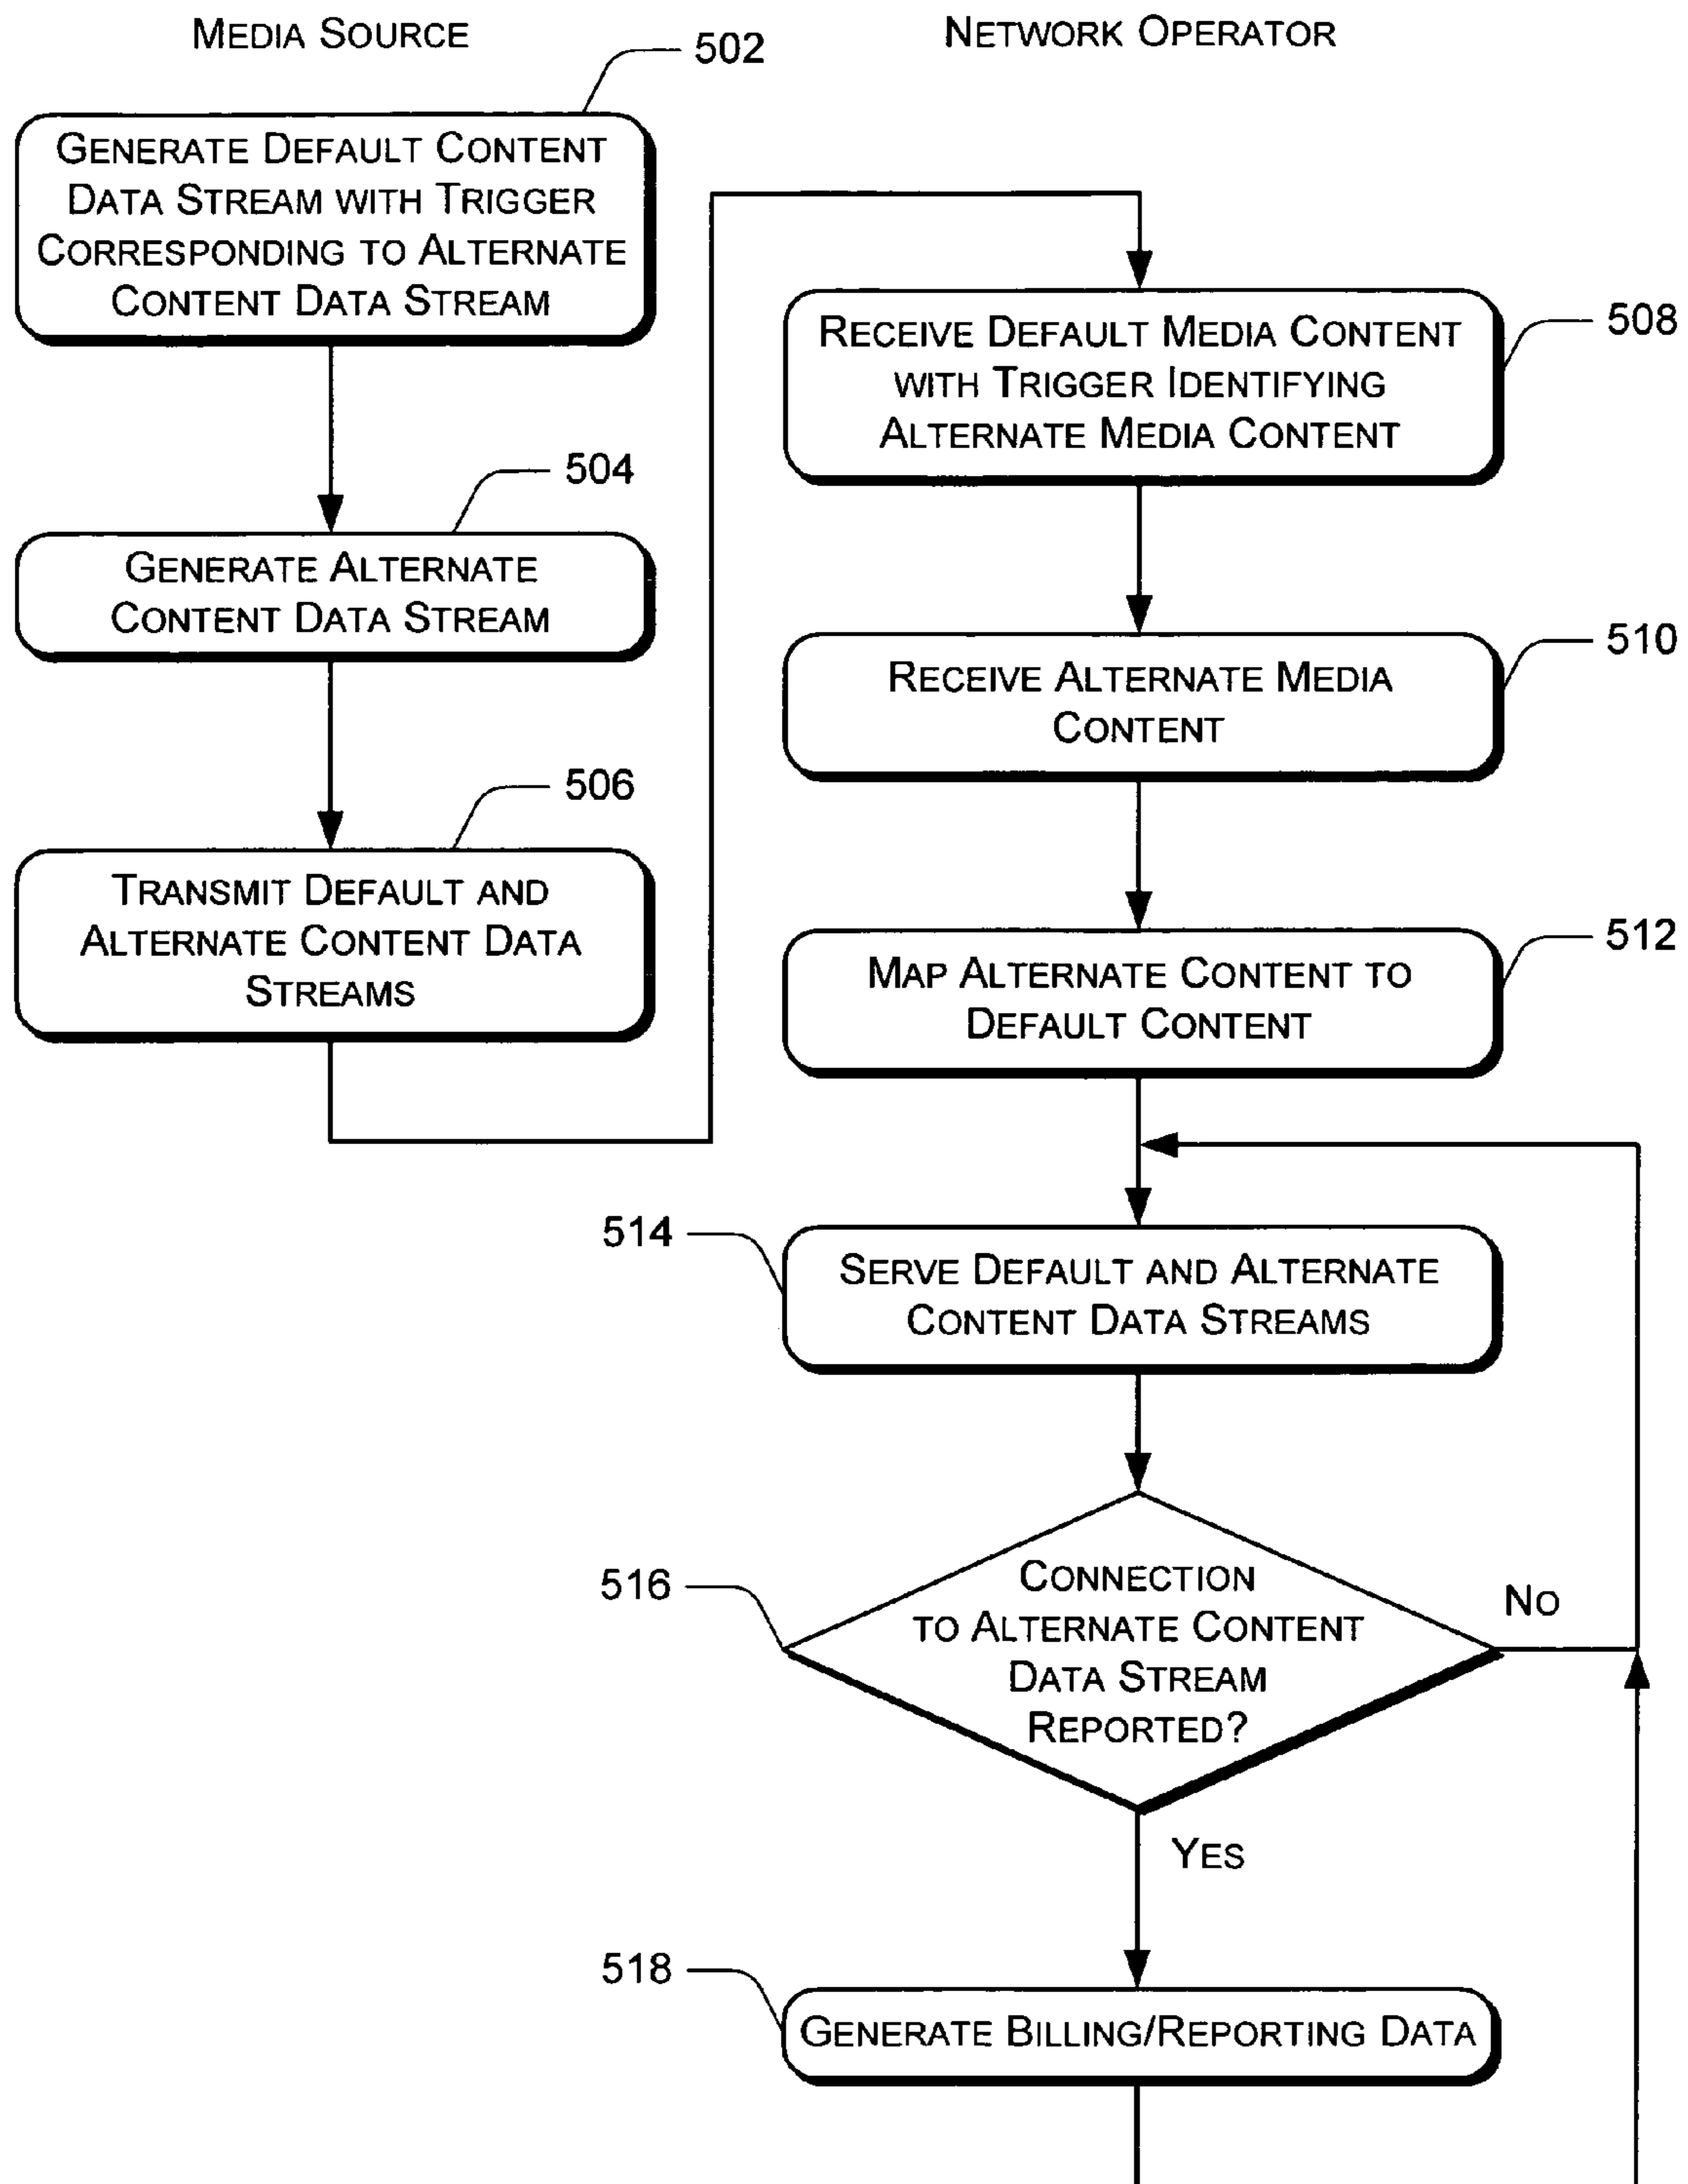 MEDIA SOURCE
502
GENERATE DEFAULT CONTENT
DATA STREAM WITH TRIGGER
CORRESPONDING TO ALTERNATE
CONTENT DATA STREAM
504
GENERATE ALTERNATE
CONTENT DATA STREAM
506
TRANSMIT DEFAULT AND
ALTERNATE CONTENT DATA
STREAMS
NETWORK OPERATOR
508
RECEIVE DEFAULT MEDIA CONTENT
WITH TRIGGER IDENTIFYING
ALTERNATE MEDIA CONTENT
510
RECEIVE ALTERNATE MEDIA
CONTENT
512
MAP ALTERNATE CONTENT TO
DEFAULT CONTENT
514
SERVE DEFAULT AND ALTERNATE
CONTENT DATA STREAMS
516
CONNECTION
TO ALTERNATE CONTENT
DATA STREAM
REPORTED?
NO
YES
518
GENERATE BILLING/REPORTING DATA